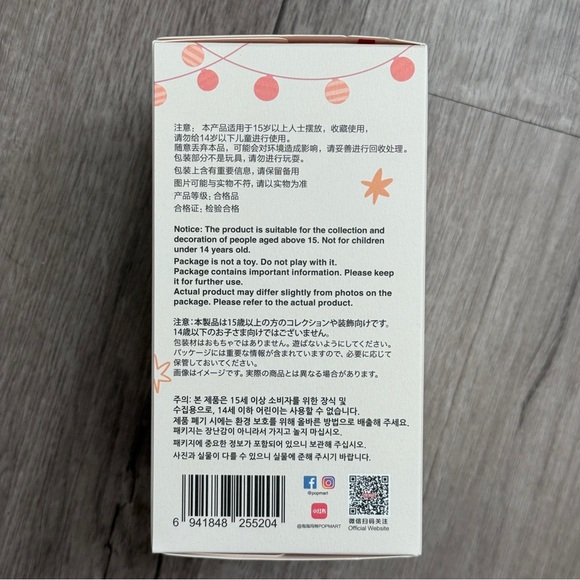 注意： 本产品适用于15岁以上人士摆放，收藏使用，
请勿给14岁以下儿童进行使用。
随意丢弃本品，可能会对环境造成影响，请妥善进行回收处理。
包装部分不是玩具，请勿进行玩耍。
包装上含有重要信息，请保留备用
图片可能与实物不符，请以实物为准
产品等级：合格品
合格证：检验合格
Notice: The product is suitable for the collection and
decoration of people aged above 15. Not for children
under 14 years old.
Package is not a toy. Do not play with it.
Package contains important information. Please keep
it for further use.
Actual product may differ slightly from photos on the
package. Please refer to the actual product.
注意：本製品は15歳以上の方のコレクションや装飾向けです。
14歳以下のお子さま向けではございません。
包装材はおもちゃではありません。遊ばないようにしてください。
パッケージには重要な情報が含まれていますので、必要に応じて
保管しておいてください。
画像はイメージです。実際の商品とは異なる場合があります。
주의: 본 제품은 15세 이상 소비자를 위한 장식 및
수집용으로, 14세 이하 어린이는 사용할 수 없습니다.
제품 폐기 시에는 환경 보호를 위해 올바른 방법으로 배출해 주세요.
패키지는 장난감이 아니라서 가지고 놀지 마십시오.
패키지에 중요한 정보가 포함되어 있으니 보관해 주십시오.
사진과 실물이 다를 수 있으니 실물에 준해 주시기 바랍니다.
6 941848 255204
@popmart
小红书
@泡泡玛特POPMART
微信扫码关注
Official Website